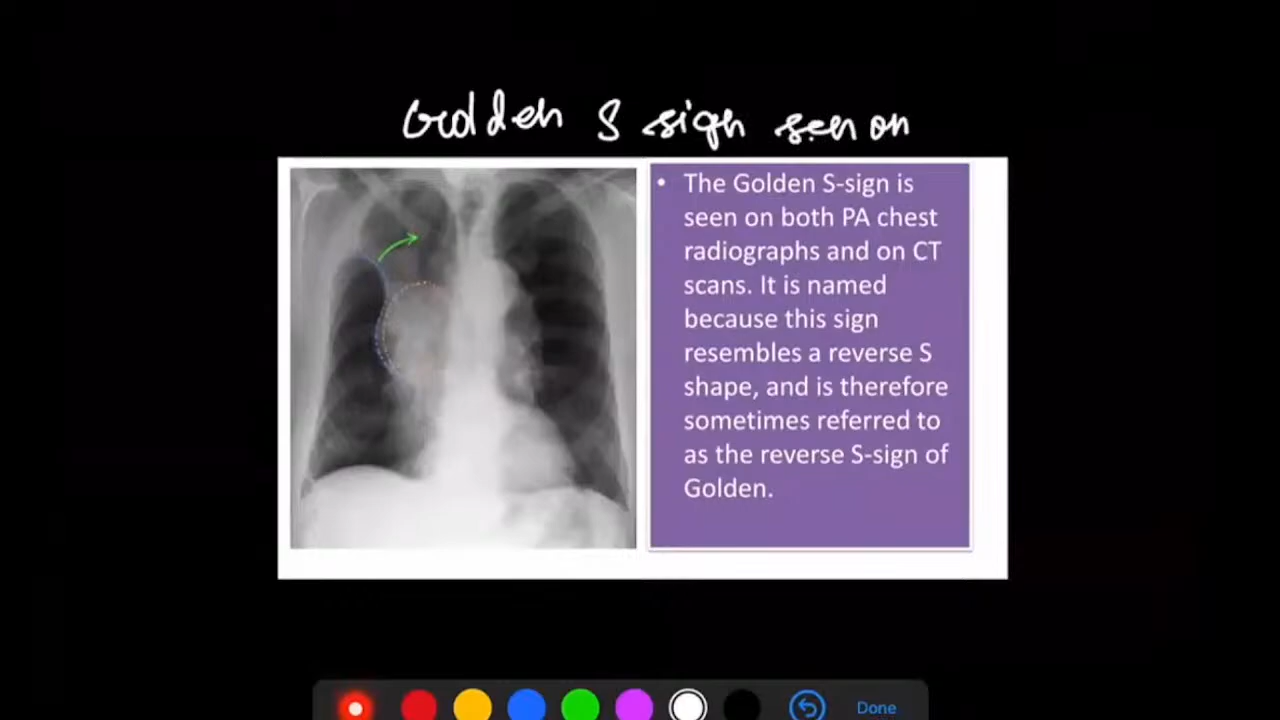 Golden S sign seen on
• The Golden S-sign is
seen on both PA chest
radiographs and on CT
scans. It is named
because this sign
resembles a reverse S
shape, and is therefore
sometimes referred to
as the reverse S-sign of
Golden.
Done